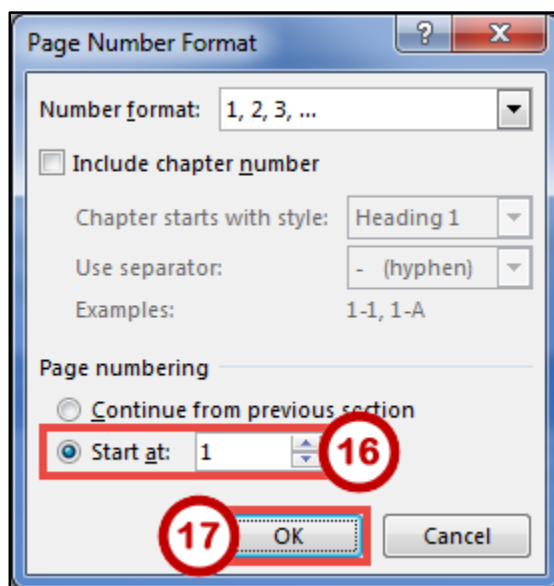 Page Number Format
Number format: 1, 2, 3, ...
Include chapter number
Chapter starts with style: Heading 1
Use separator: - (hyphen)
Examples: 1-1, 1-A
Page numbering
Continue from previous section
Start at: 1 16
17 OK Cancel